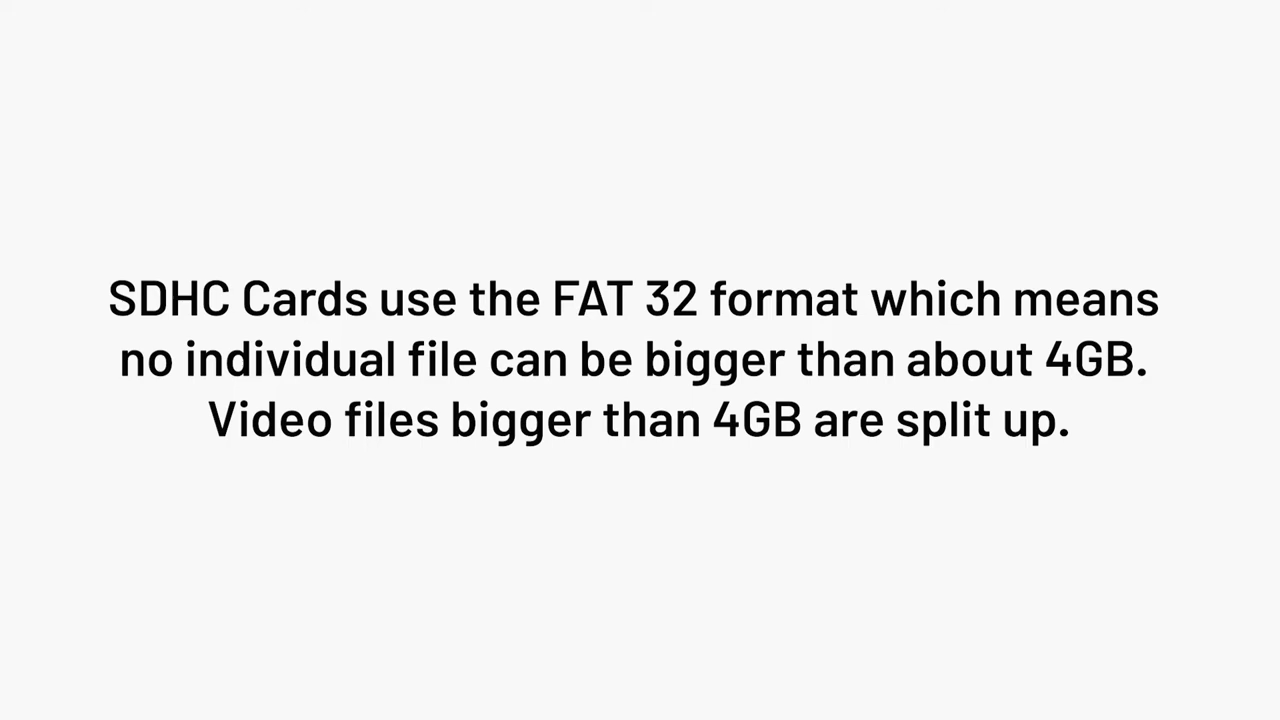 SDHC Cards use the FAT 32 format which means
no individual file can be bigger than about 4GB.
Video files bigger than 4GB are split up.